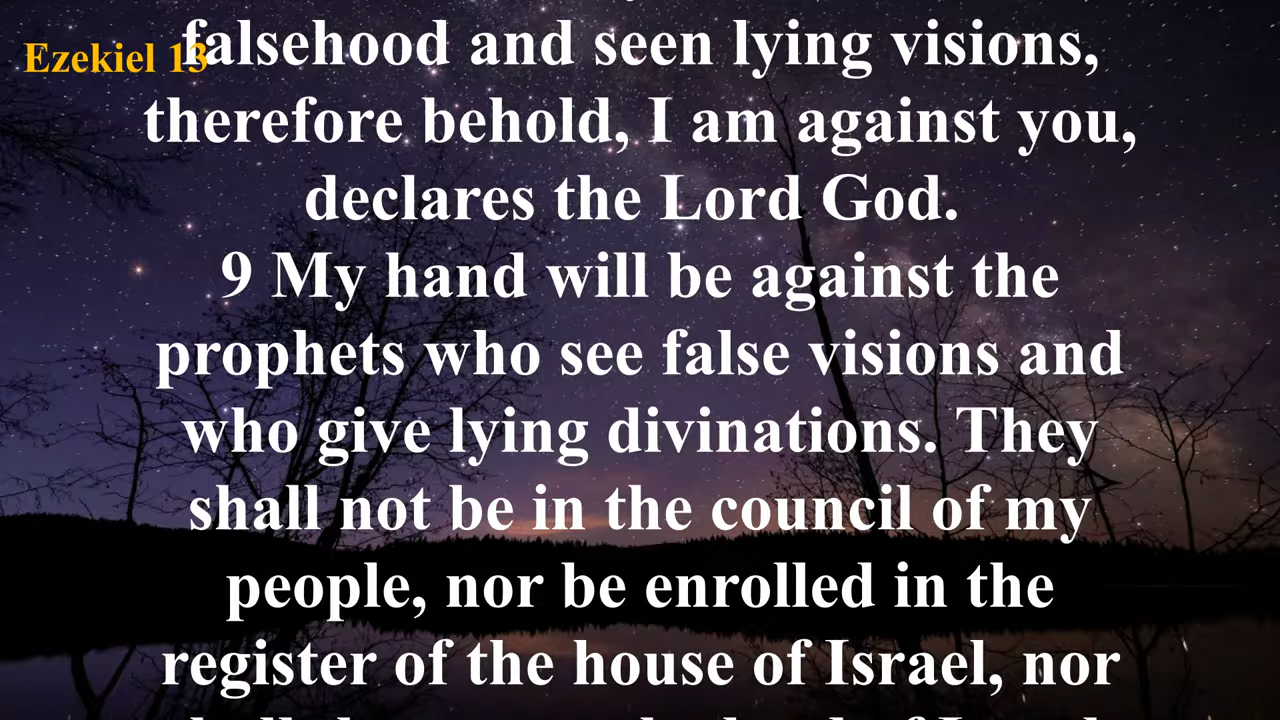 Ezekiel 13
falsehood and seen lying visions,
therefore behold, I am against you,
declares the Lord God.
9 My hand will be against the
prophets who see false visions and
who give lying divinations. They
shall not be in the council of my
people, nor be enrolled in the
register of the house of Israel, nor